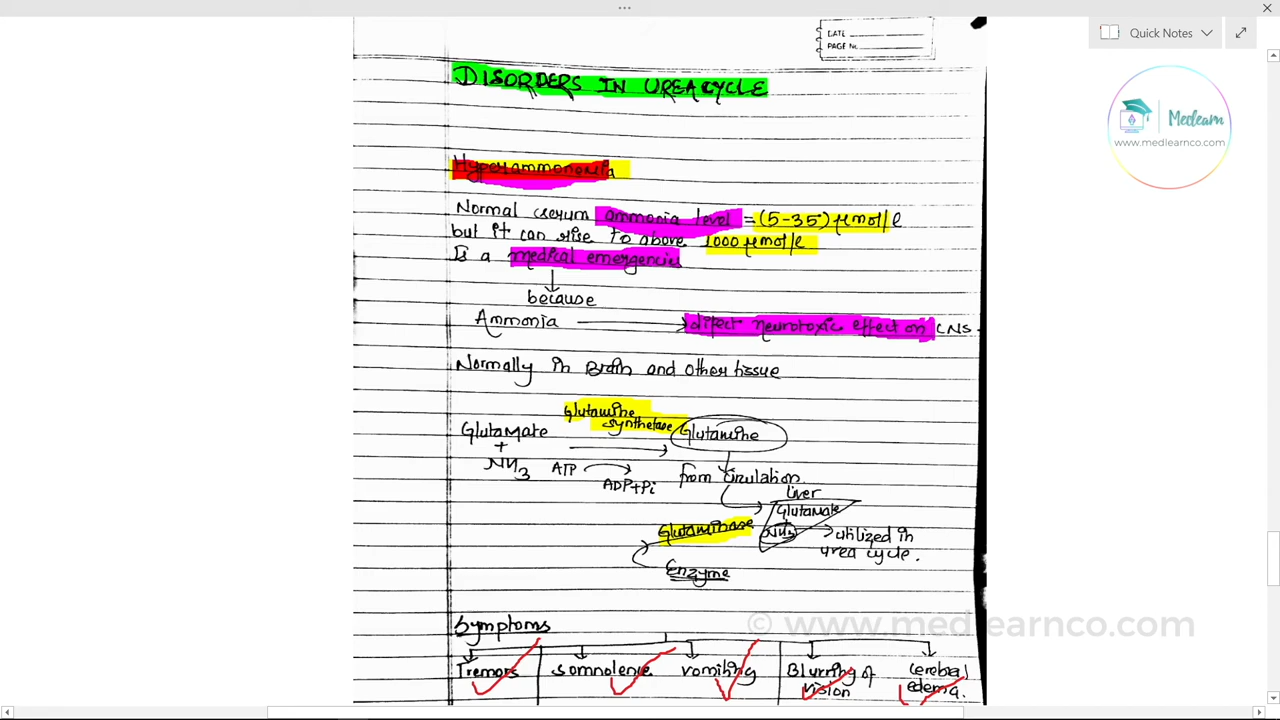 Quick Notes
DATE
PAGE No.
DISORDERS IN UREA CYCLE
Medlearn
www.medlearnco.com
Hyperammonomia
Normal serum ammonia level = (5-35) μmol/l
but it can rise to above 1000 μmol/l
Is a medical emergencies
because
Ammonia direct neurotoxic effect on CNS.
Normally in Brain and other tissue
Glutamine
synthetase
Glutamate
+
NH3
Glutamine
ATP
ADP+Pi
from circulation
liver
Glutamate
+
NH3
utilized in
urea cycle.
Glutaminase
Enzyme
Symptoms
© www.medlearnco.com
Tremors somnolence vomiting Blurring of
vision
cerebral
edema.